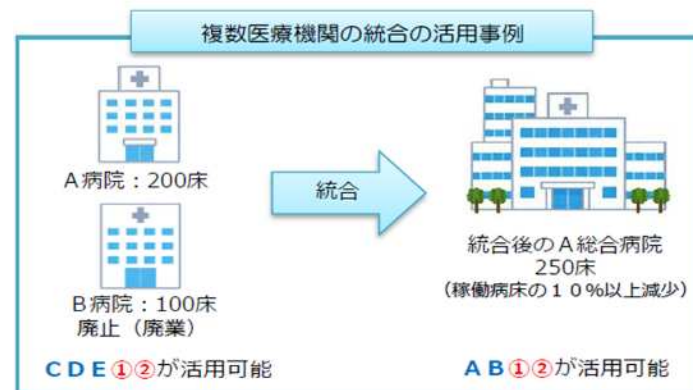 複数医療機関の統合の活用事例
A病院:200床
統合
B病院:100床
廃止(廃業)
統合後のA総合病院
250床
(稼働病床の10%以上減少)
CDE①②が活用可能
AB①②が活用可能